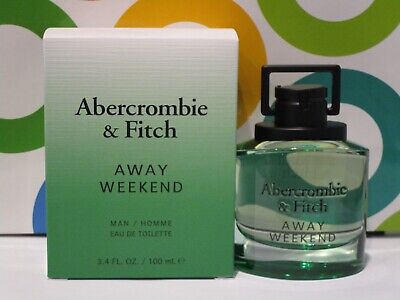 Abercrombie
& Fitch
AWAY
WEEKEND
MAN / HOMME
EAU DE TOILETTE
3.4 FL. OZ. / 100 ml ℮
Abercrombie
& Fitch
AWAY
WEEKEND